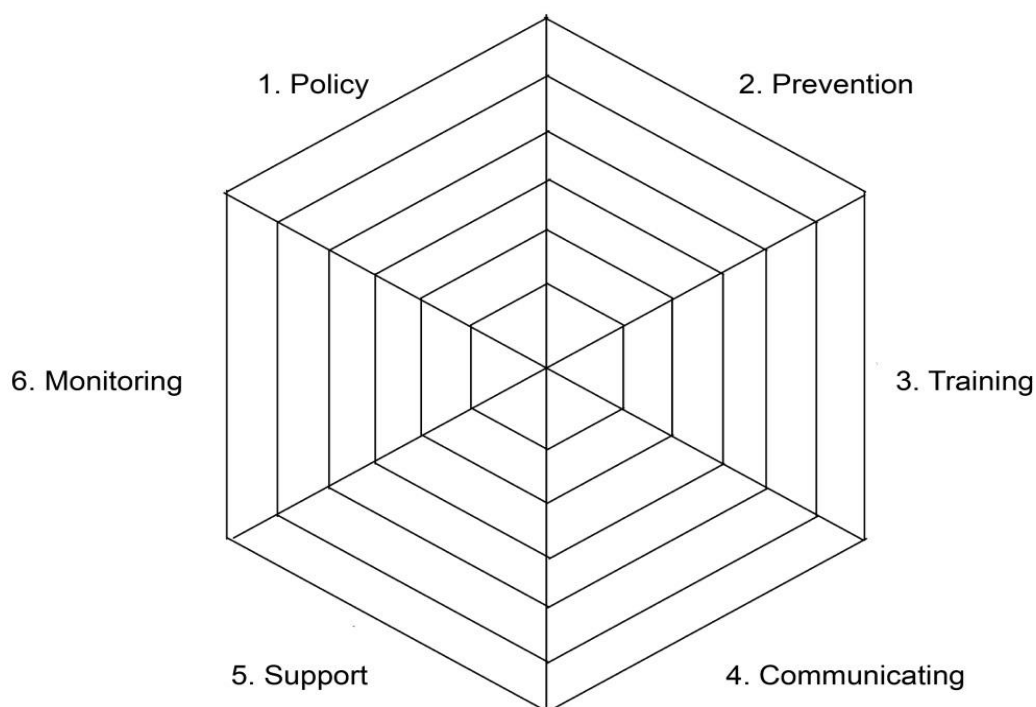 1. Policy
2. Prevention
6. Monitoring
3. Training
5. Support
4. Communicating